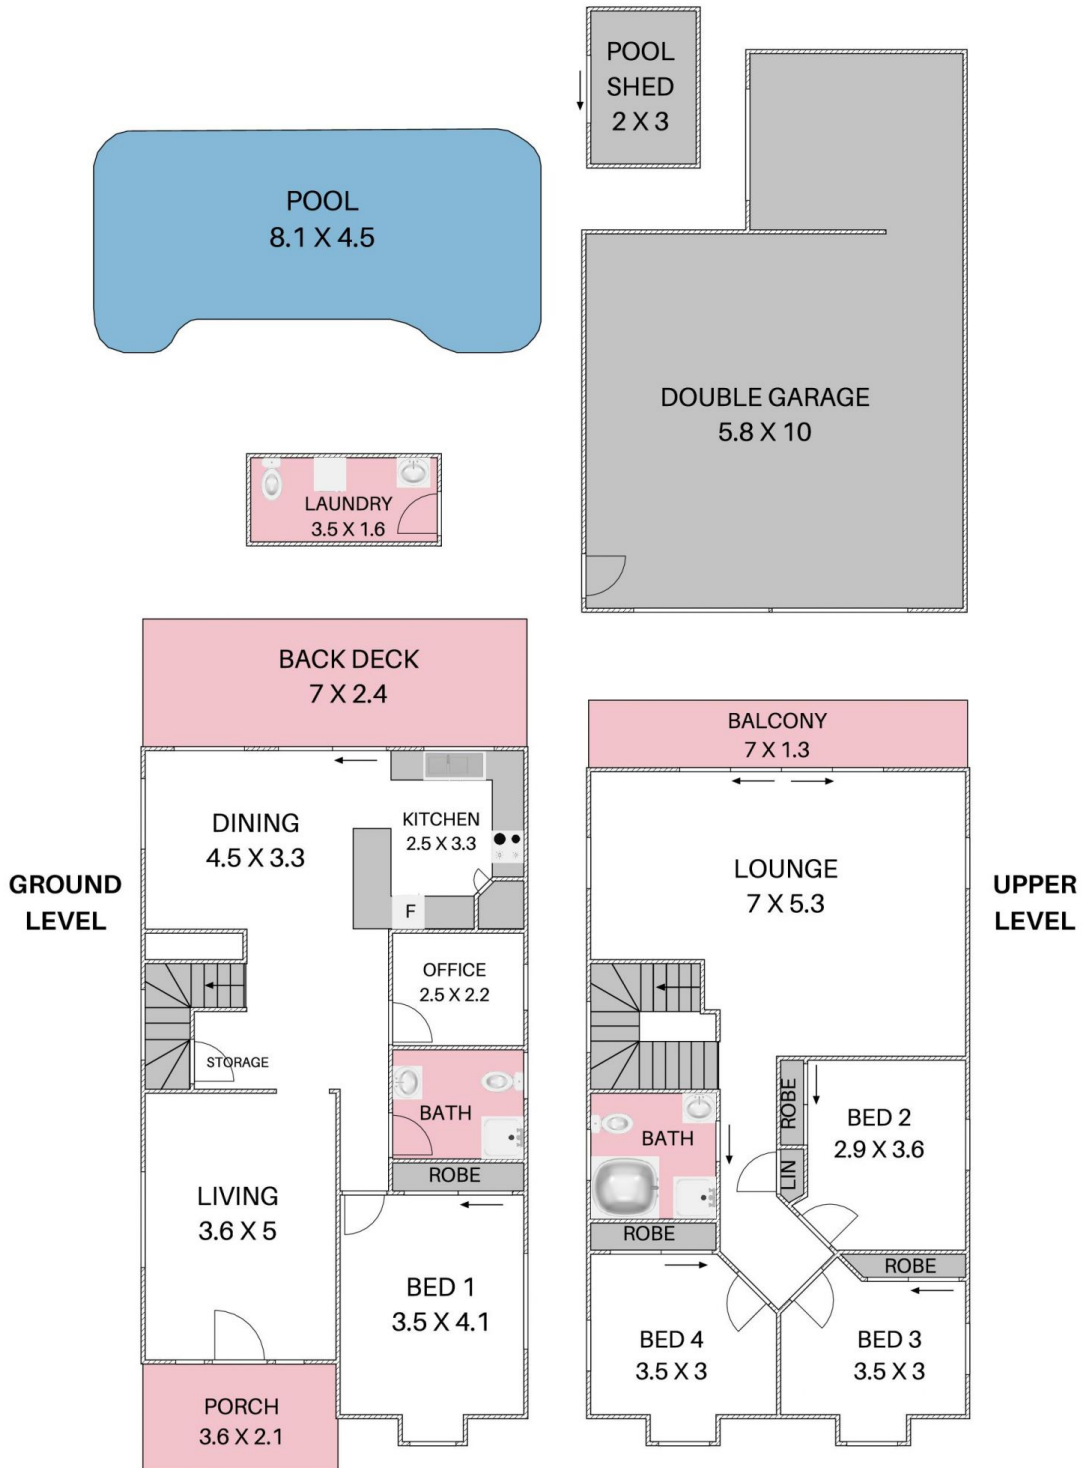 POOL
SHED
2 X 3
POOL
8.1 X 4.5
DOUBLE GARAGE
5.8 X 10
LAUNDRY
3.5 X 1.6
BACK DECK
7 X 2.4
DINING
4.5 X 3.3
KITCHEN
2.5 X 3.3
F
GROUND
LEVEL
OFFICE
2.5 X 2.2
STORAGE
BATH
ROBE
LIVING
3.6 X 5
BED 1
3.5 X 4.1
PORCH
3.6 X 2.1
BALCONY
7 X 1.3
LOUNGE
7 X 5.3
UPPER
LEVEL
ROBE
BED 2
2.9 X 3.6
BATH
LIN
ROBE
ROBE
BED 4
3.5 X 3
BED 3
3.5 X 3